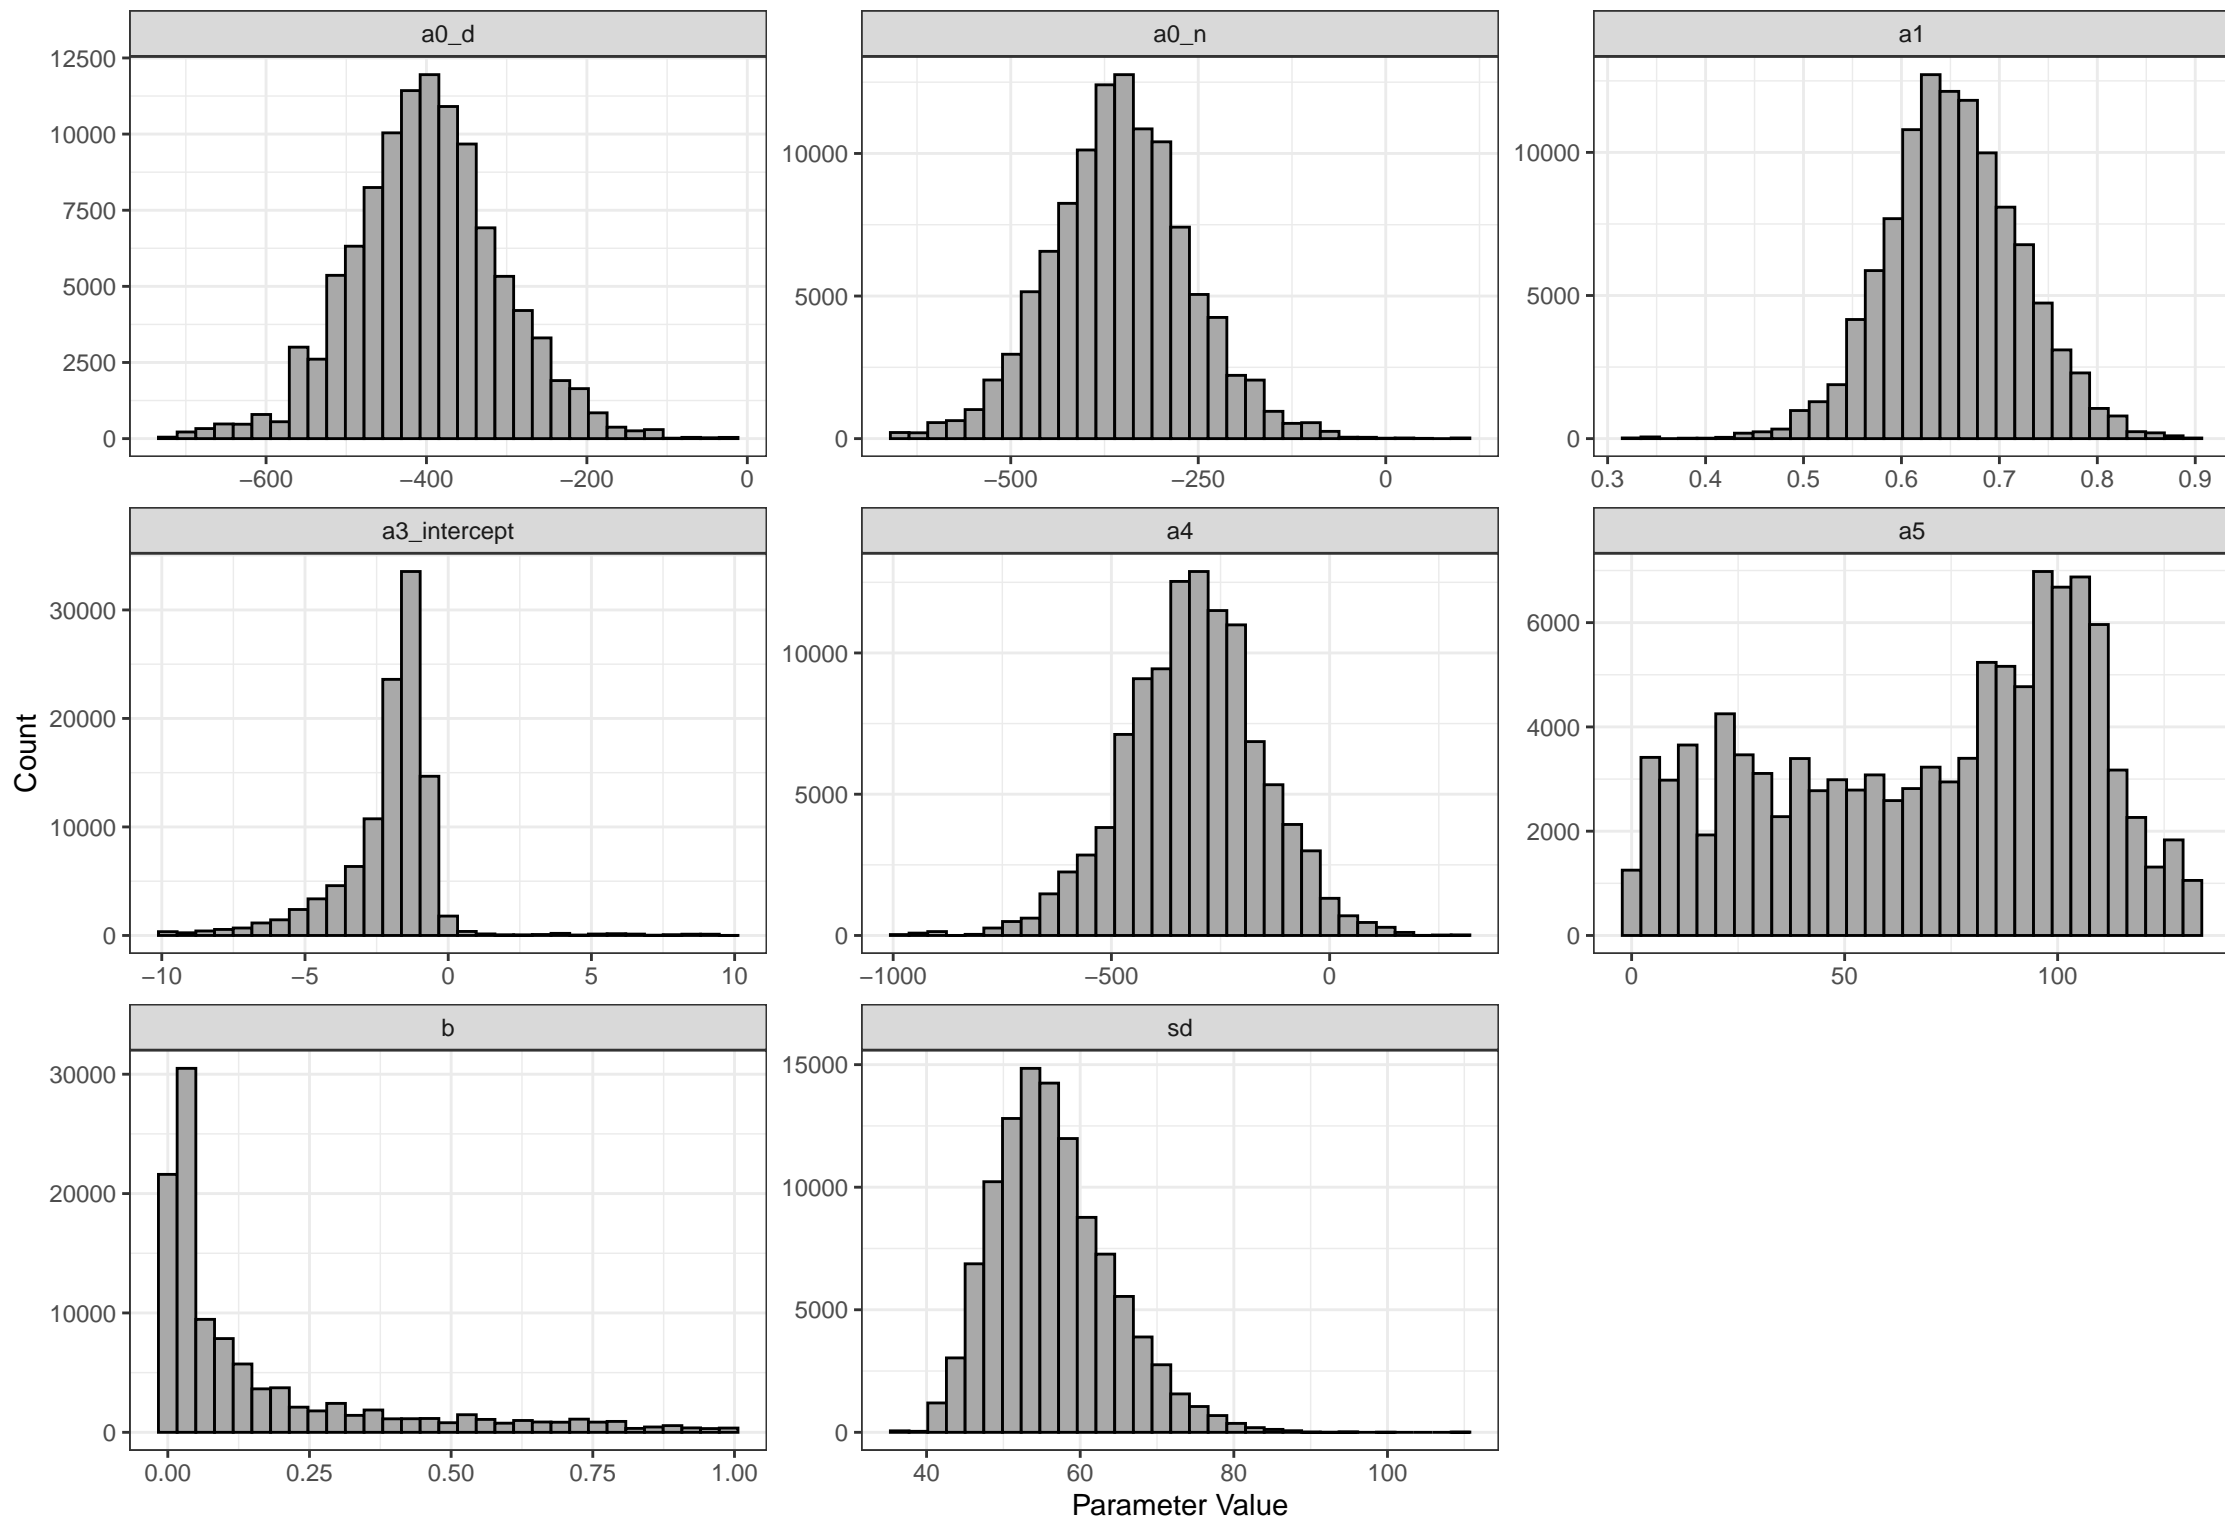 a0_d
a0_n
a1
12500
10000
7500
5000
2500
0
−600 −400 −200 0
10000
5000
0
−500 −250 0
10000
5000
0
0.3 0.4 0.5 0.6 0.7 0.8 0.9
a3_intercept
a4
a5
30000
20000
10000
0
−10 −5 0 5 10
10000
5000
0
−1000 −500 0
6000
4000
2000
0
0 50 100
b
sd
30000
20000
10000
0
0.00 0.25 0.50 0.75 1.00
15000
10000
5000
0
40 60 80 100
Count
Parameter Value